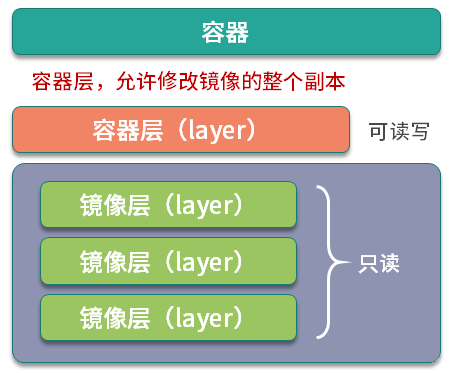 容器
容器层，允许修改镜像的整个副本
容器层（layer） 可读写
镜像层（layer）
镜像层（layer） 只读
镜像层（layer）